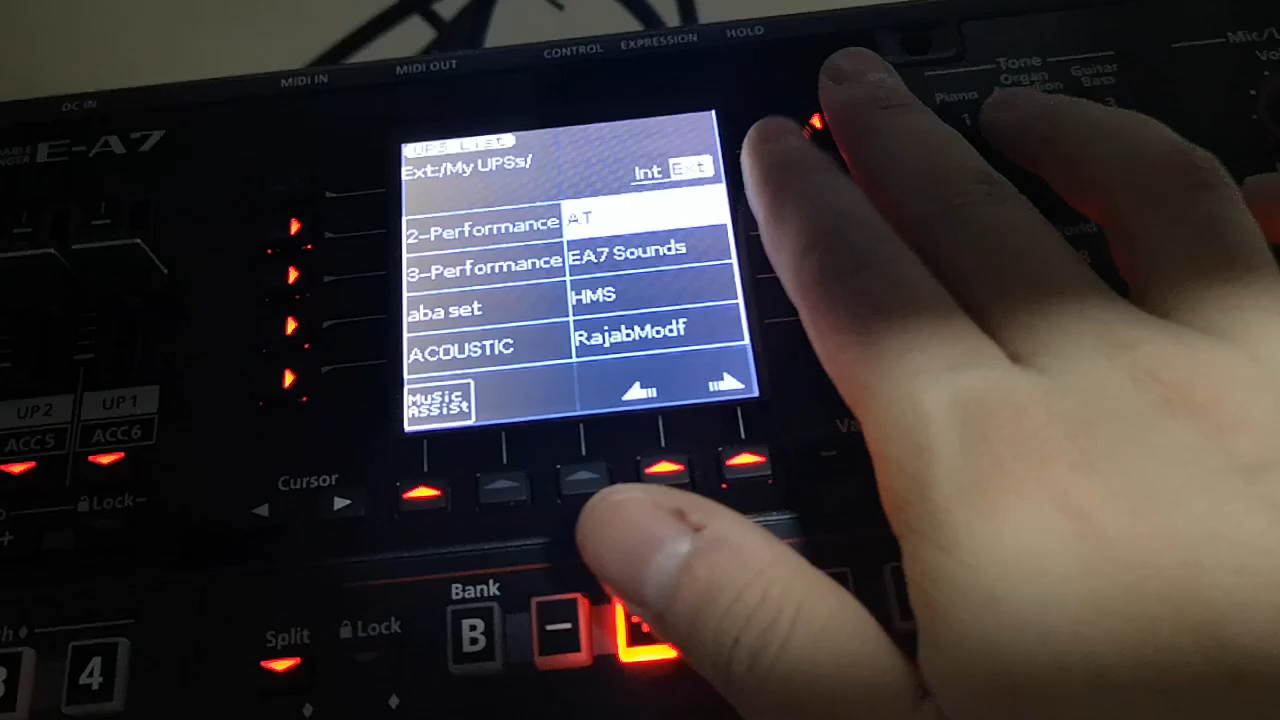 DC IN
MIDI IN
MIDI OUT
CONTROL
EXPRESSION
HOLD
E-A7
Tone
Piano
Organ
Guitar
Bass
1
UPS List
Ext:/My UPSs/
Int Ext
2-Performance
AT
3-Performance
EA7 Sounds
aba set
HMS
ACOUSTIC
RajabModf
Music
Assist
UP2
UP1
ACC5
ACC6
Lock
Cursor
Bank
B
−
Split
Lock
4